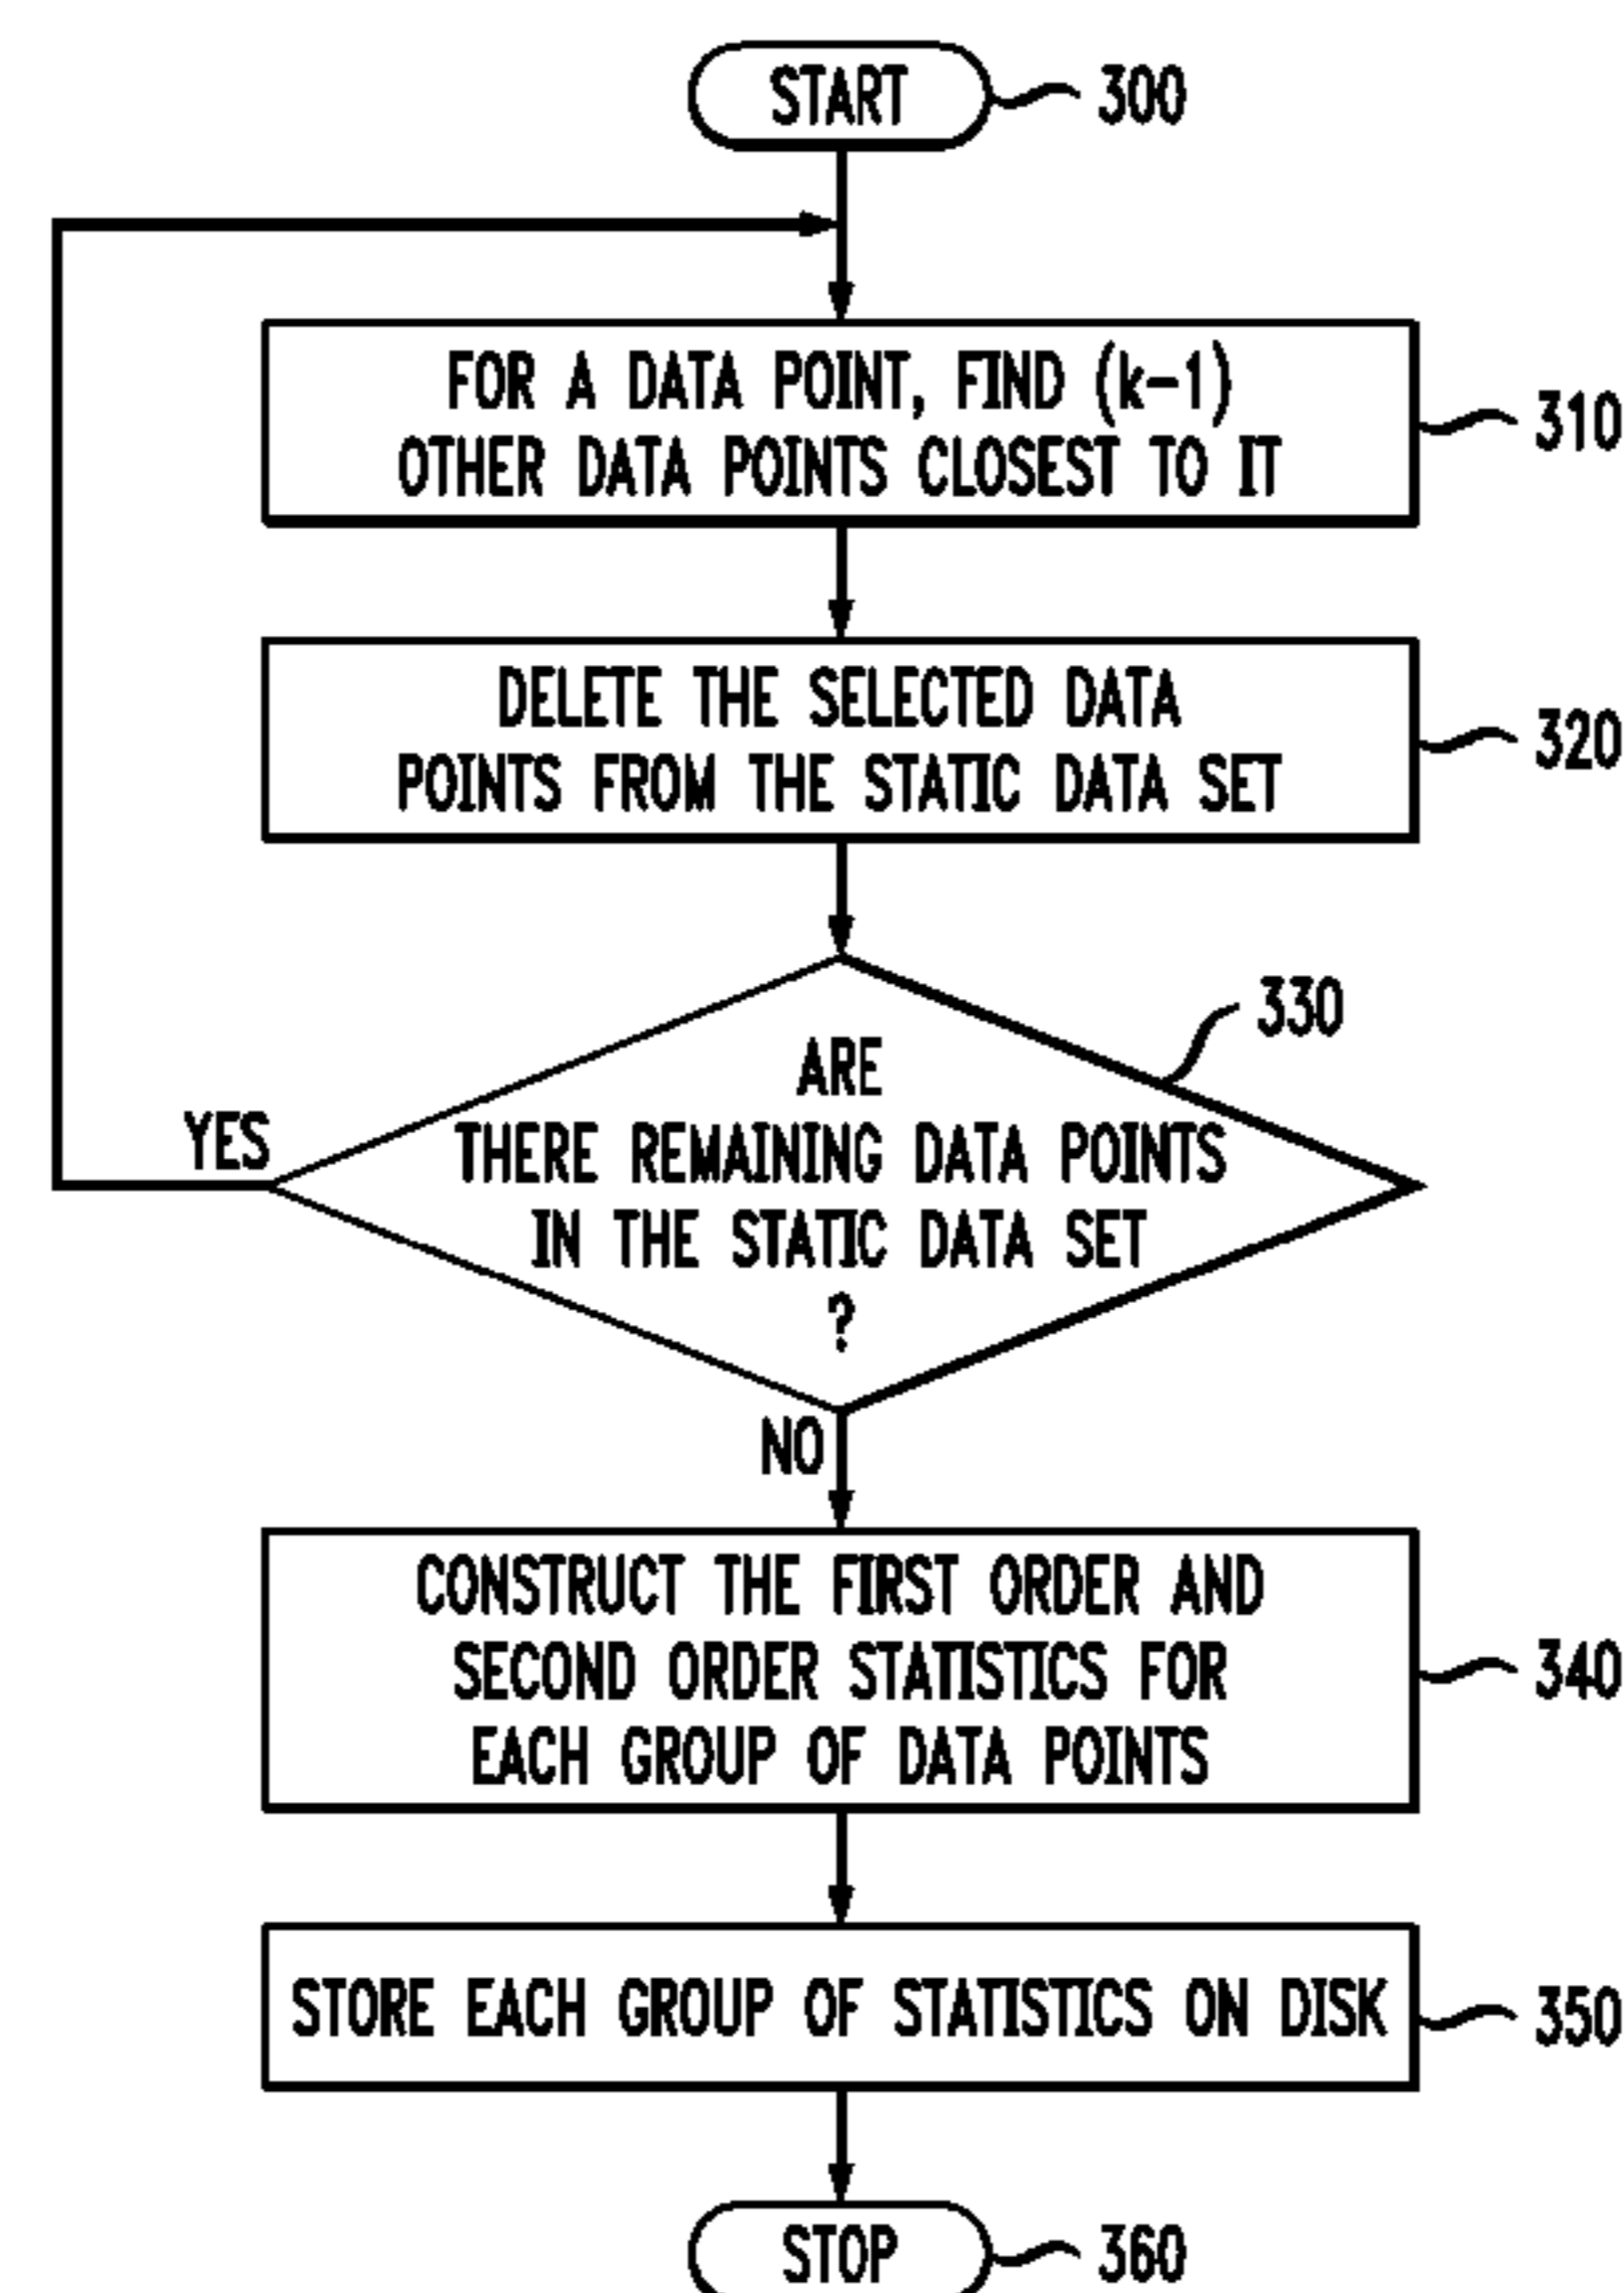 START
300
FOR A DATA POINT, FIND (k-1)
OTHER DATA POINTS CLOSEST TO IT
310
DELETE THE SELECTED DATA
POINTS FROM THE STATIC DATA SET
320
330
ARE
THERE REMAINING DATA POINTS
IN THE STATIC DATA SET
?
YES
NO
CONSTRUCT THE FIRST ORDER AND
SECOND ORDER STATISTICS FOR
EACH GROUP OF DATA POINTS
340
STORE EACH GROUP OF STATISTICS ON DISK
350
STOP
360